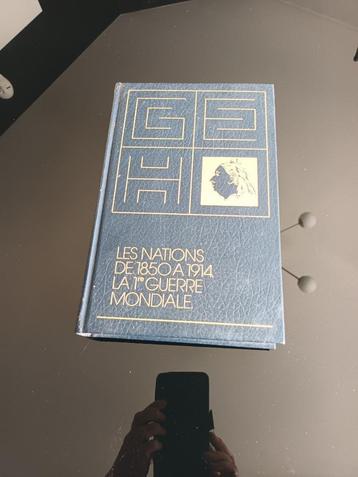 GSH
LES NATIONS
DE 1850 A 1914
LA 1re GUERRE
MONDIALE